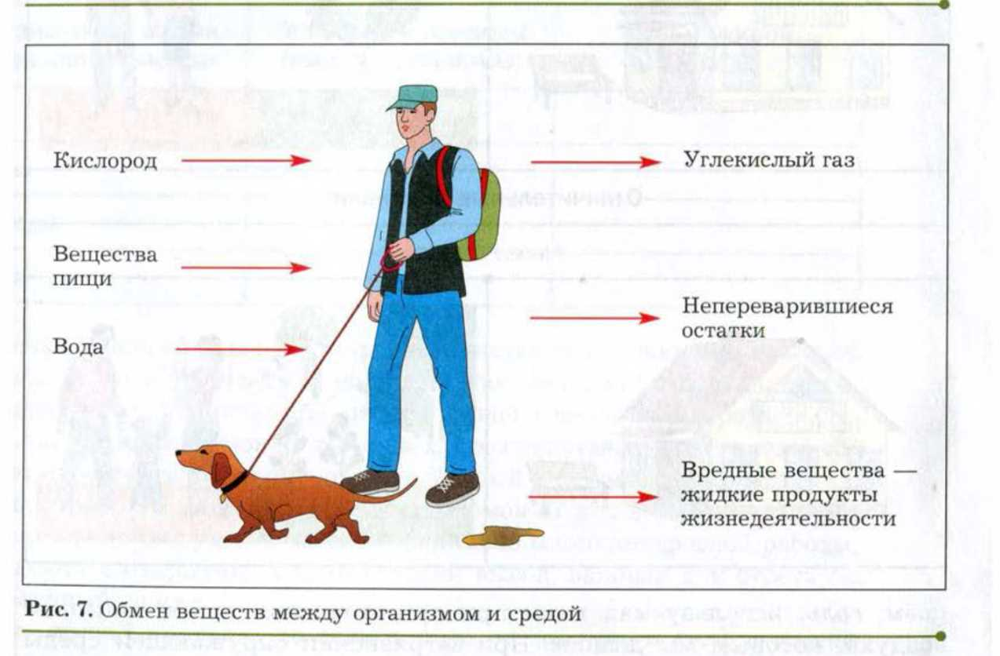 Кислород
Углекислый газ
Вещества
пищи
Непереварившиеся
остатки
Вода
Вредные вещества —
жидкие продукты
жизнедеятельности
Рис. 7. Обмен веществ между организмом и средой